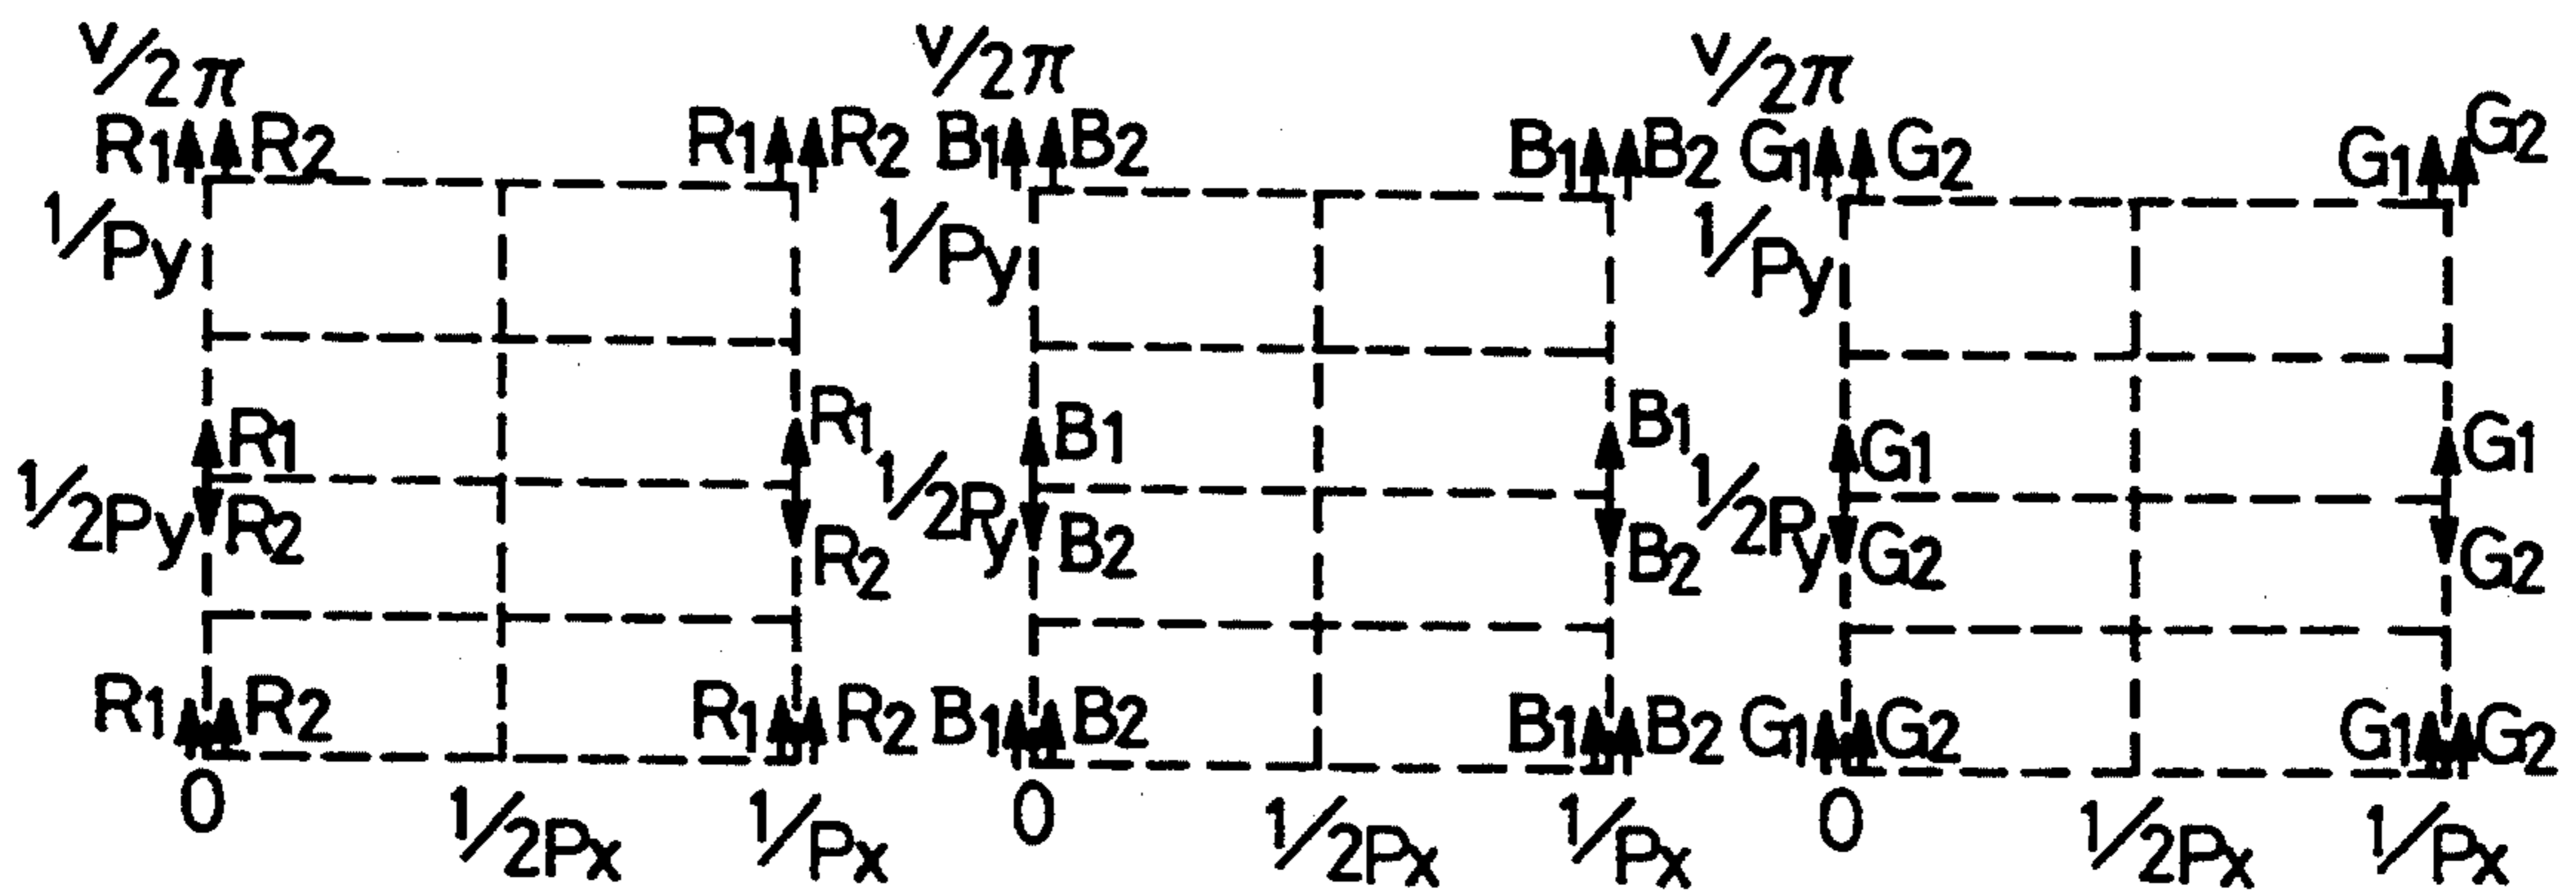 v/2π v/2π v/2π
R1 R2 R1 R2 B1 B2 B1 B2 G1 G2 G1 G2
1/Py 1/Py 1/Py
R1 R1 B1 B1 G1 G1
1/2Py 1/2Ry 1/2Ry
R2 R2 B2 B2 G2 G2
R1 R2 R1 R2 B1 B2 B1 B2 G1 G2 G1 G2
0 1/2Px 1/Px 0 1/2Px 1/Px 0 1/2Px 1/Px